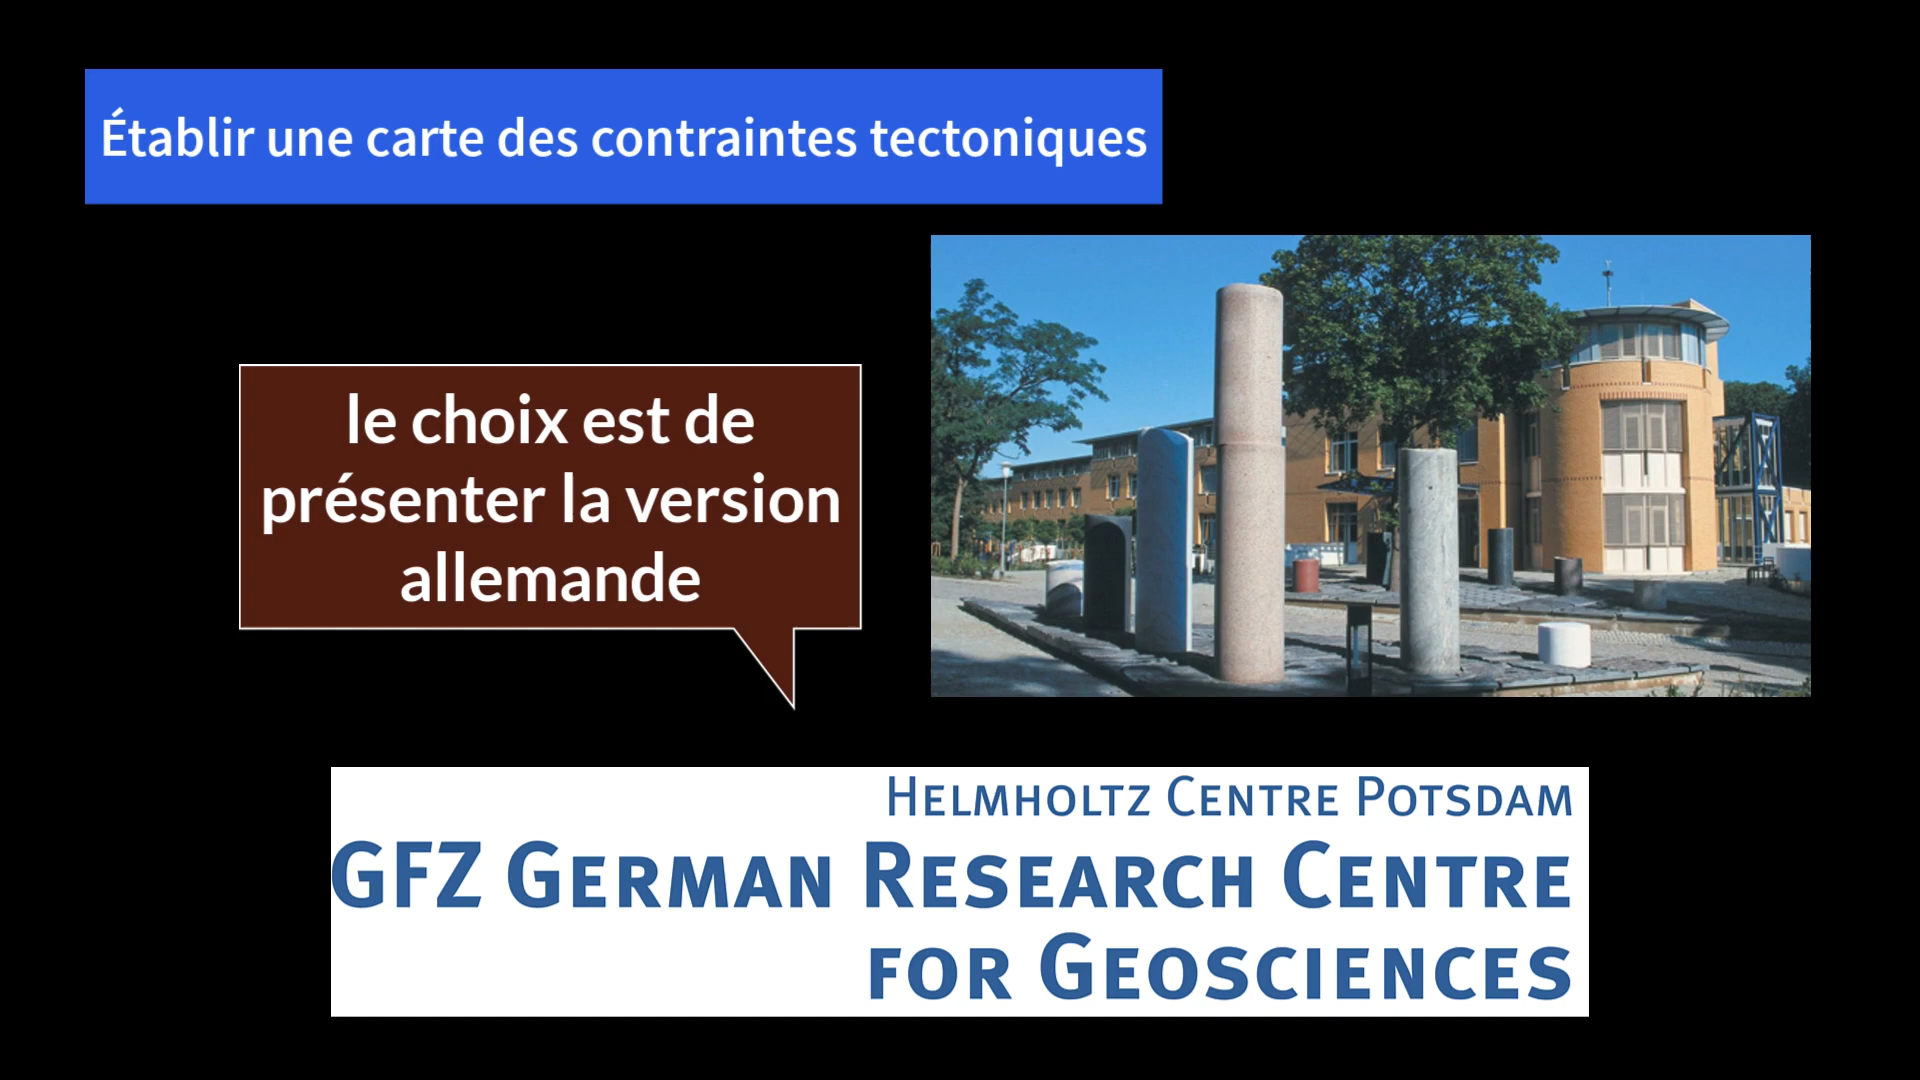 Établir une carte des contraintes tectoniques
le choix est de
présenter la version
allemande
Helmholtz Centre Potsdam
GFZ German Research Centre
for Geosciences